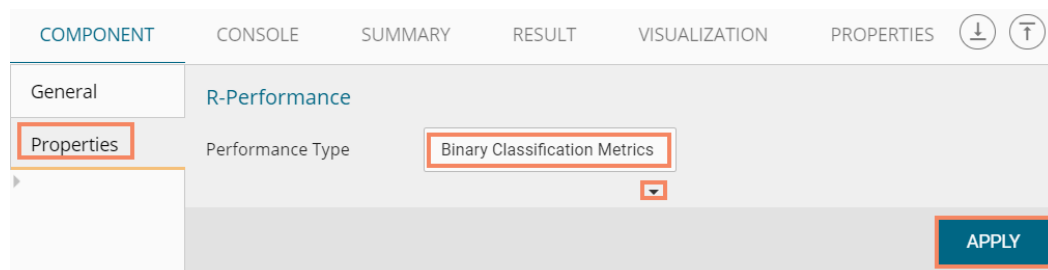 COMPONENT CONSOLE SUMMARY RESULT VISUALIZATION PROPERTIES
General
R-Performance
Properties
Performance Type Binary Classification Metrics
APPLY